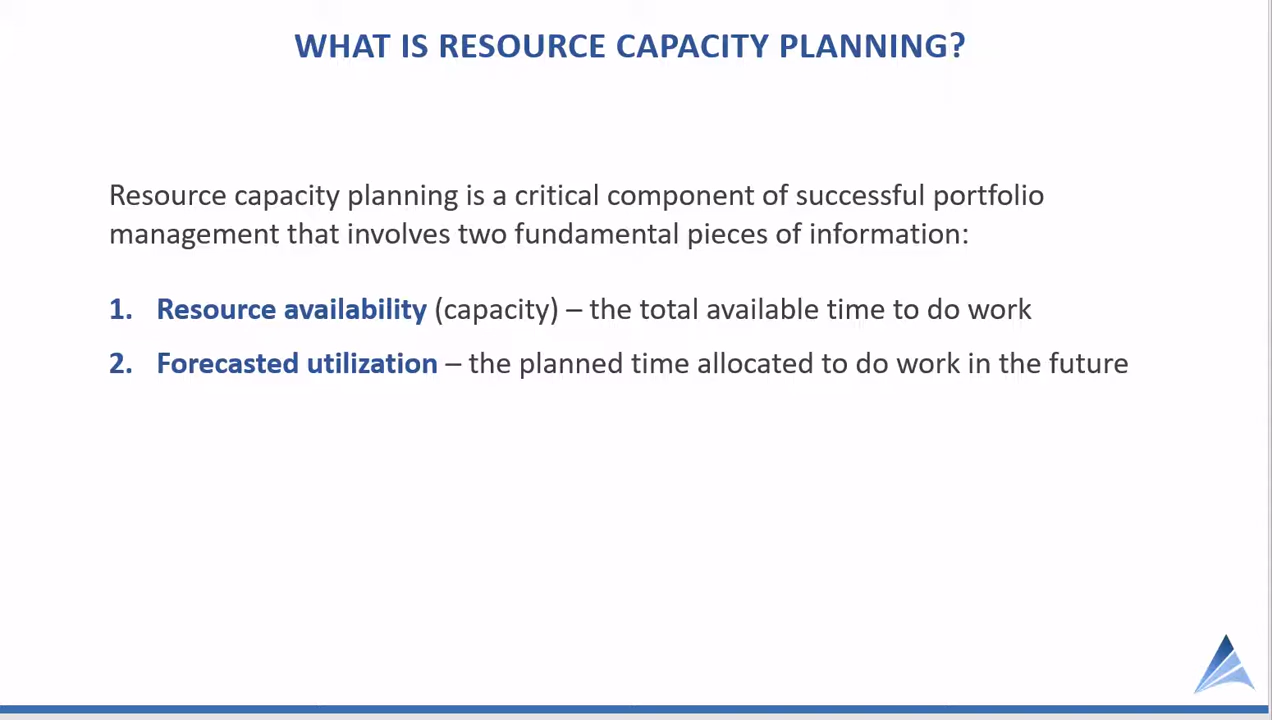 WHAT IS RESOURCE CAPACITY PLANNING?
Resource capacity planning is a critical component of successful portfolio
management that involves two fundamental pieces of information:
1. Resource availability (capacity) – the total available time to do work
2. Forecasted utilization – the planned time allocated to do work in the future